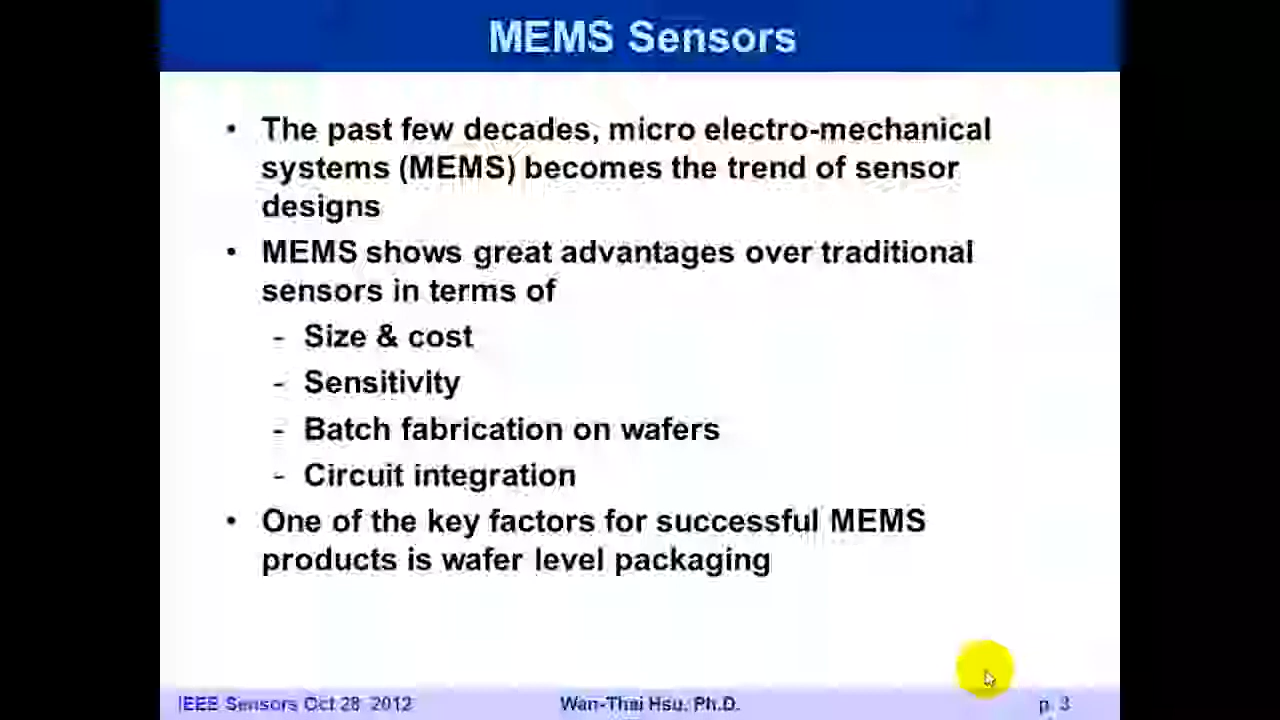 MEMS Sensors
• The past few decades, micro electro-mechanical
systems (MEMS) becomes the trend of sensor
designs
• MEMS shows great advantages over traditional
sensors in terms of
- Size & cost
- Sensitivity
- Batch fabrication on wafers
- Circuit integration
• One of the key factors for successful MEMS
products is wafer level packaging
IEEE Sensors Oct 28 2012 Wan-Thai Hsu, Ph.D. p. 3